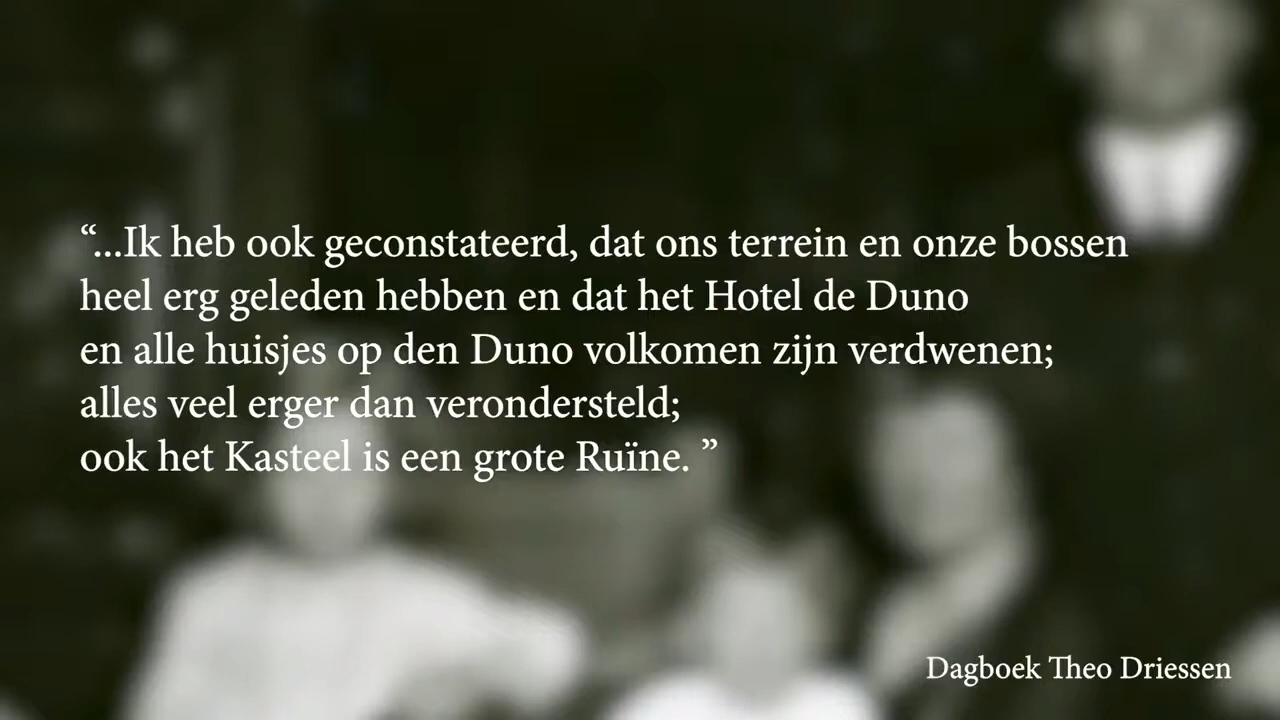 “...Ik heb ook geconstateerd, dat ons terrein en onze bossen
heel erg geleden hebben en dat het Hotel de Duno
en alle huisjes op den Duno volkomen zijn verdwenen;
alles veel erger dan verondersteld;
ook het Kasteel is een grote Ruïne. ”
Dagboek Theo Driessen